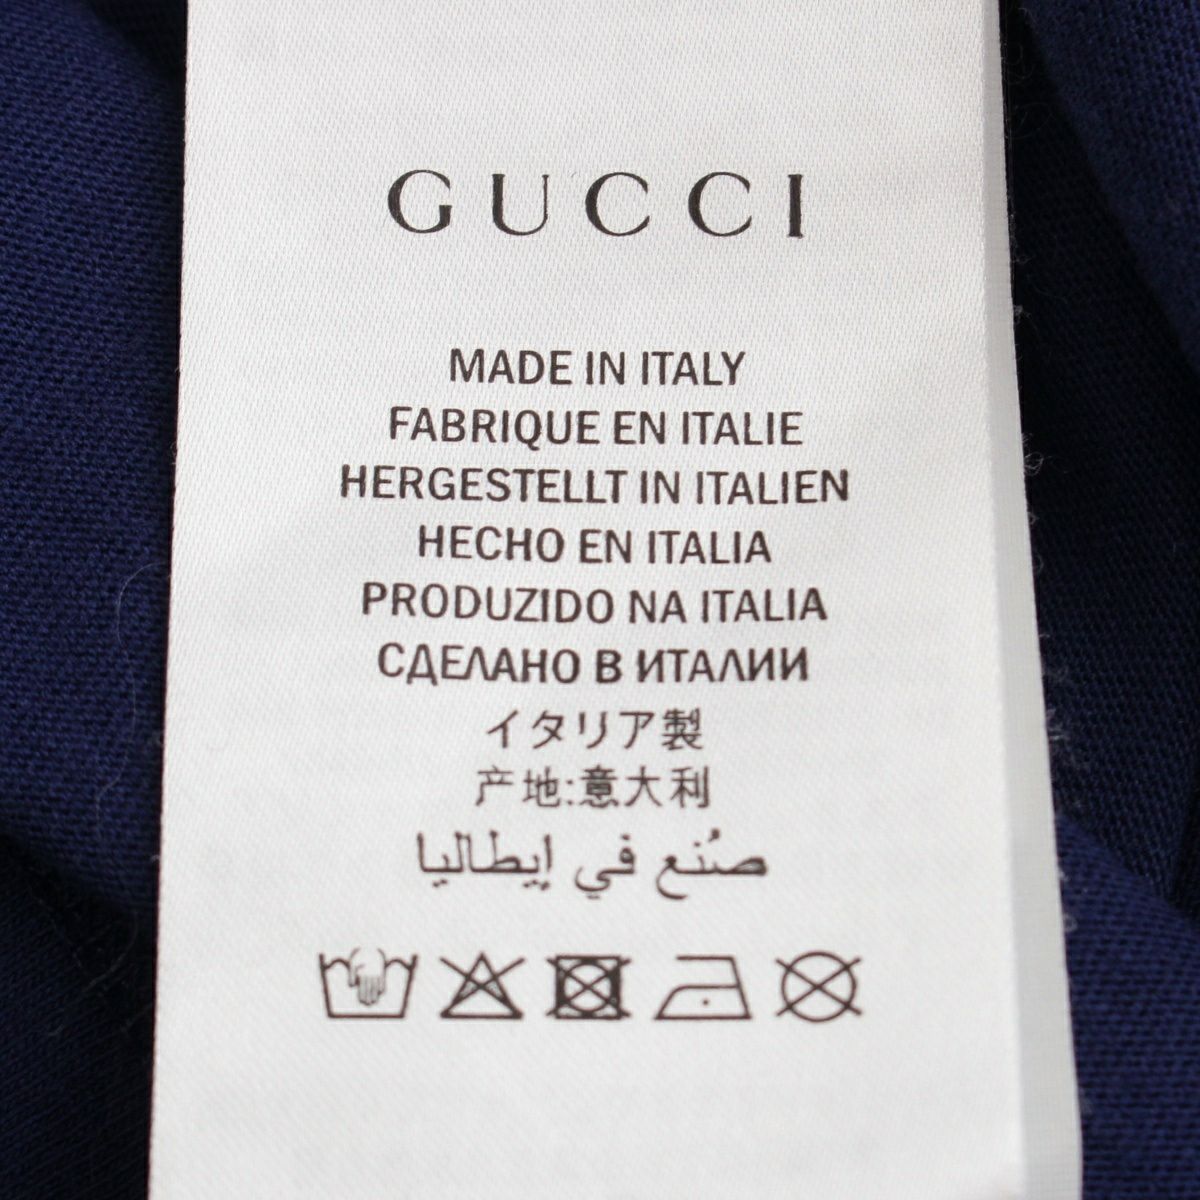 GUCCI
MADE IN ITALY
FABRIQUE EN ITALIE
HERGESTELLT IN ITALIEN
HECHO EN ITALIA
PRODUZIDO NA ITALIA
СДЕЛАНО В ИТАЛИИ
イタリア製
产地:意大利
صُنع في إيطاليا